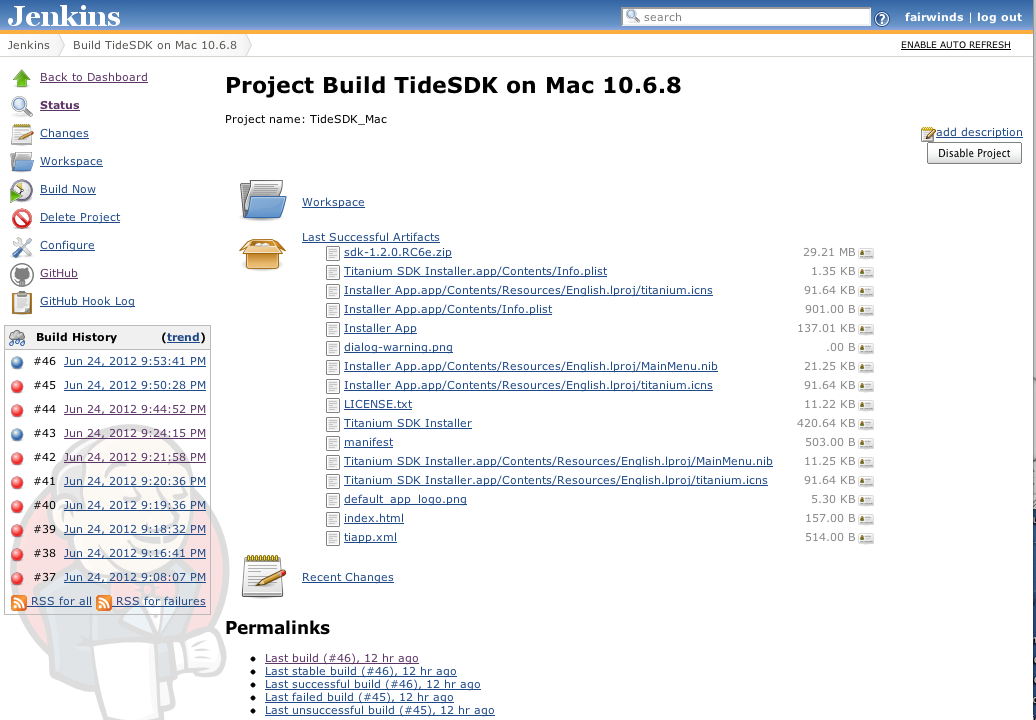 Jenkins
search
fairwinds | log out
Jenkins
Build TideSDK on Mac 10.6.8
ENABLE AUTO REFRESH
Back to Dashboard
Status
Changes
Workspace
Build Now
Delete Project
Configure
GitHub
GitHub Hook Log
Build History (trend)
#46 Jun 24, 2012 9:53:41 PM
#45 Jun 24, 2012 9:50:28 PM
#44 Jun 24, 2012 9:44:52 PM
#43 Jun 24, 2012 9:24:15 PM
#42 Jun 24, 2012 9:21:58 PM
#41 Jun 24, 2012 9:20:36 PM
#40 Jun 24, 2012 9:19:36 PM
#39 Jun 24, 2012 9:18:32 PM
#38 Jun 24, 2012 9:16:41 PM
#37 Jun 24, 2012 9:08:07 PM
RSS for all RSS for failures
Project Build TideSDK on Mac 10.6.8
Project name: TideSDK_Mac
add description
Disable Project
Workspace
Last Successful Artifacts
sdk-1.2.0.RC6e.zip 29.21 MB
Titanium SDK Installer.app/Contents/Info.plist 1.35 KB
Installer App.app/Contents/Resources/English.lproj/titanium.icns 91.64 KB
Installer App.app/Contents/Info.plist 901.00 B
Installer App 137.01 KB
dialog-warning.png .00 B
Installer App.app/Contents/Resources/English.lproj/MainMenu.nib 21.25 KB
Installer App.app/Contents/Resources/English.lproj/titanium.icns 91.64 KB
LICENSE.txt 11.22 KB
Titanium SDK Installer 420.64 KB
manifest 503.00 B
Titanium SDK Installer.app/Contents/Resources/English.lproj/MainMenu.nib 11.25 KB
Titanium SDK Installer.app/Contents/Resources/English.lproj/titanium.icns 91.64 KB
default_app_logo.png 5.30 KB
index.html 157.00 B
tiapp.xml 514.00 B
Recent Changes
Permalinks
Last build (#46), 12 hr ago
Last stable build (#46), 12 hr ago
Last successful build (#46), 12 hr ago
Last failed build (#45), 12 hr ago
Last unsuccessful build (#45), 12 hr ago